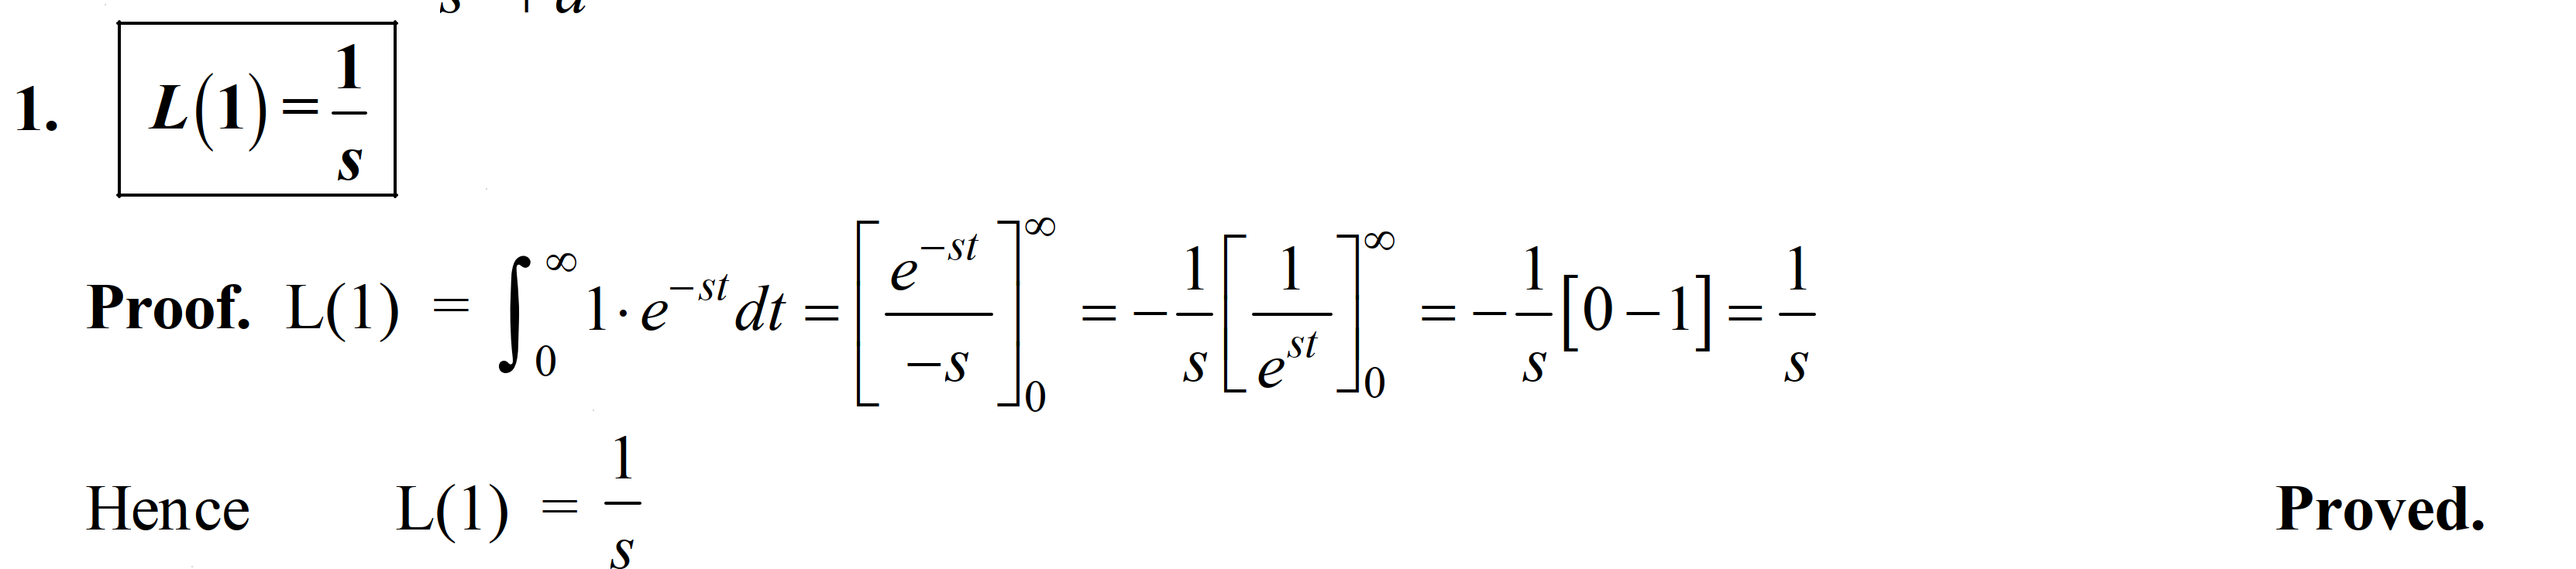 1. L(1) = 1/s
Proof. L(1) = ∫₀^∞ 1·e^{-st} dt = [e^{-st}/-s]₀^∞ = -1/s [1/e^{st}]₀^∞ = -1/s [0-1] = 1/s
Hence L(1) = 1/s Proved.